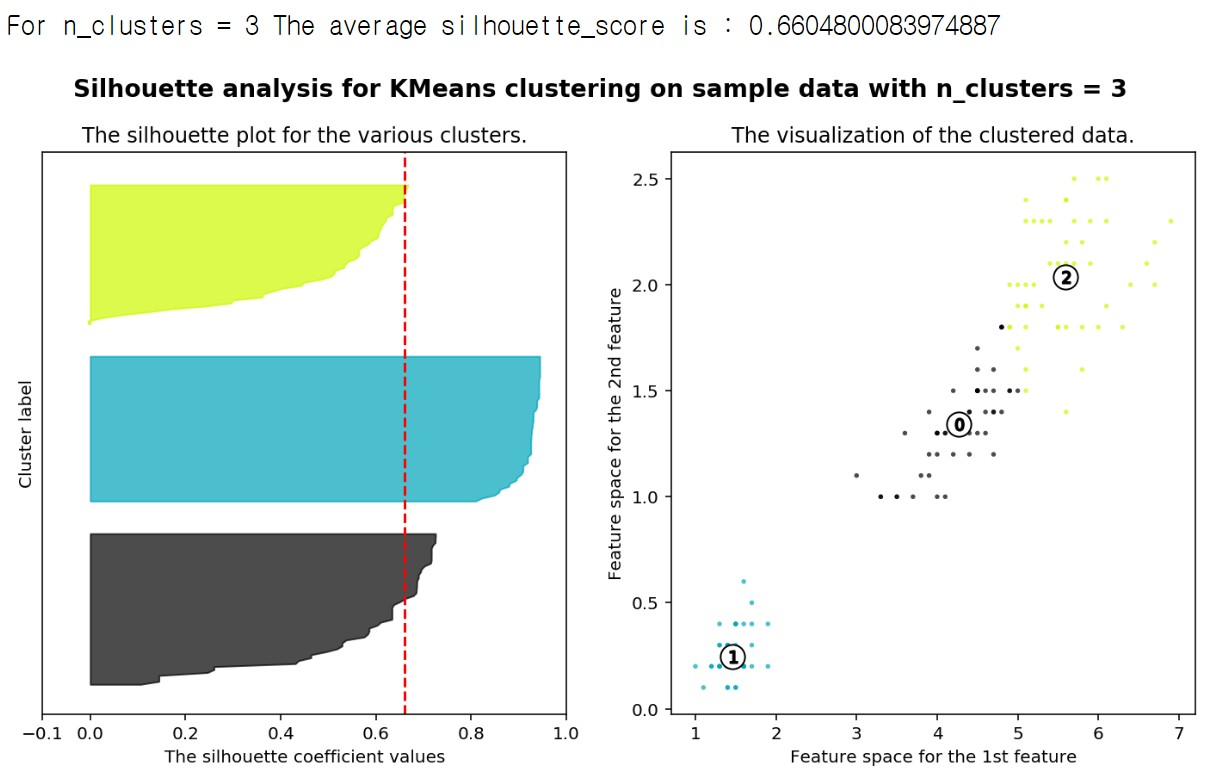 For n_clusters = 3 The average silhouette_score is : 0.6604800083974887
Silhouette analysis for KMeans clustering on sample data with n_clusters = 3
The silhouette plot for the various clusters.
Cluster label
−0.1 0.0 0.2 0.4 0.6 0.8 1.0
The silhouette coefficient values
The visualization of the clustered data.
Feature space for the 2nd feature
2.5
2.0
1.5
1.0
0.5
0.0
2
0
1
1 2 3 4 5 6 7
Feature space for the 1st feature